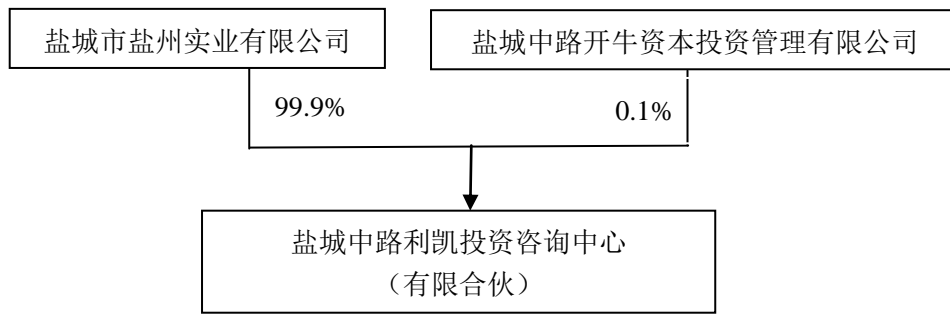 盐城市盐州实业有限公司
盐城中路开牛资本投资管理有限公司
99.9%
0.1%
盐城中路利凯投资咨询中心
（有限合伙）